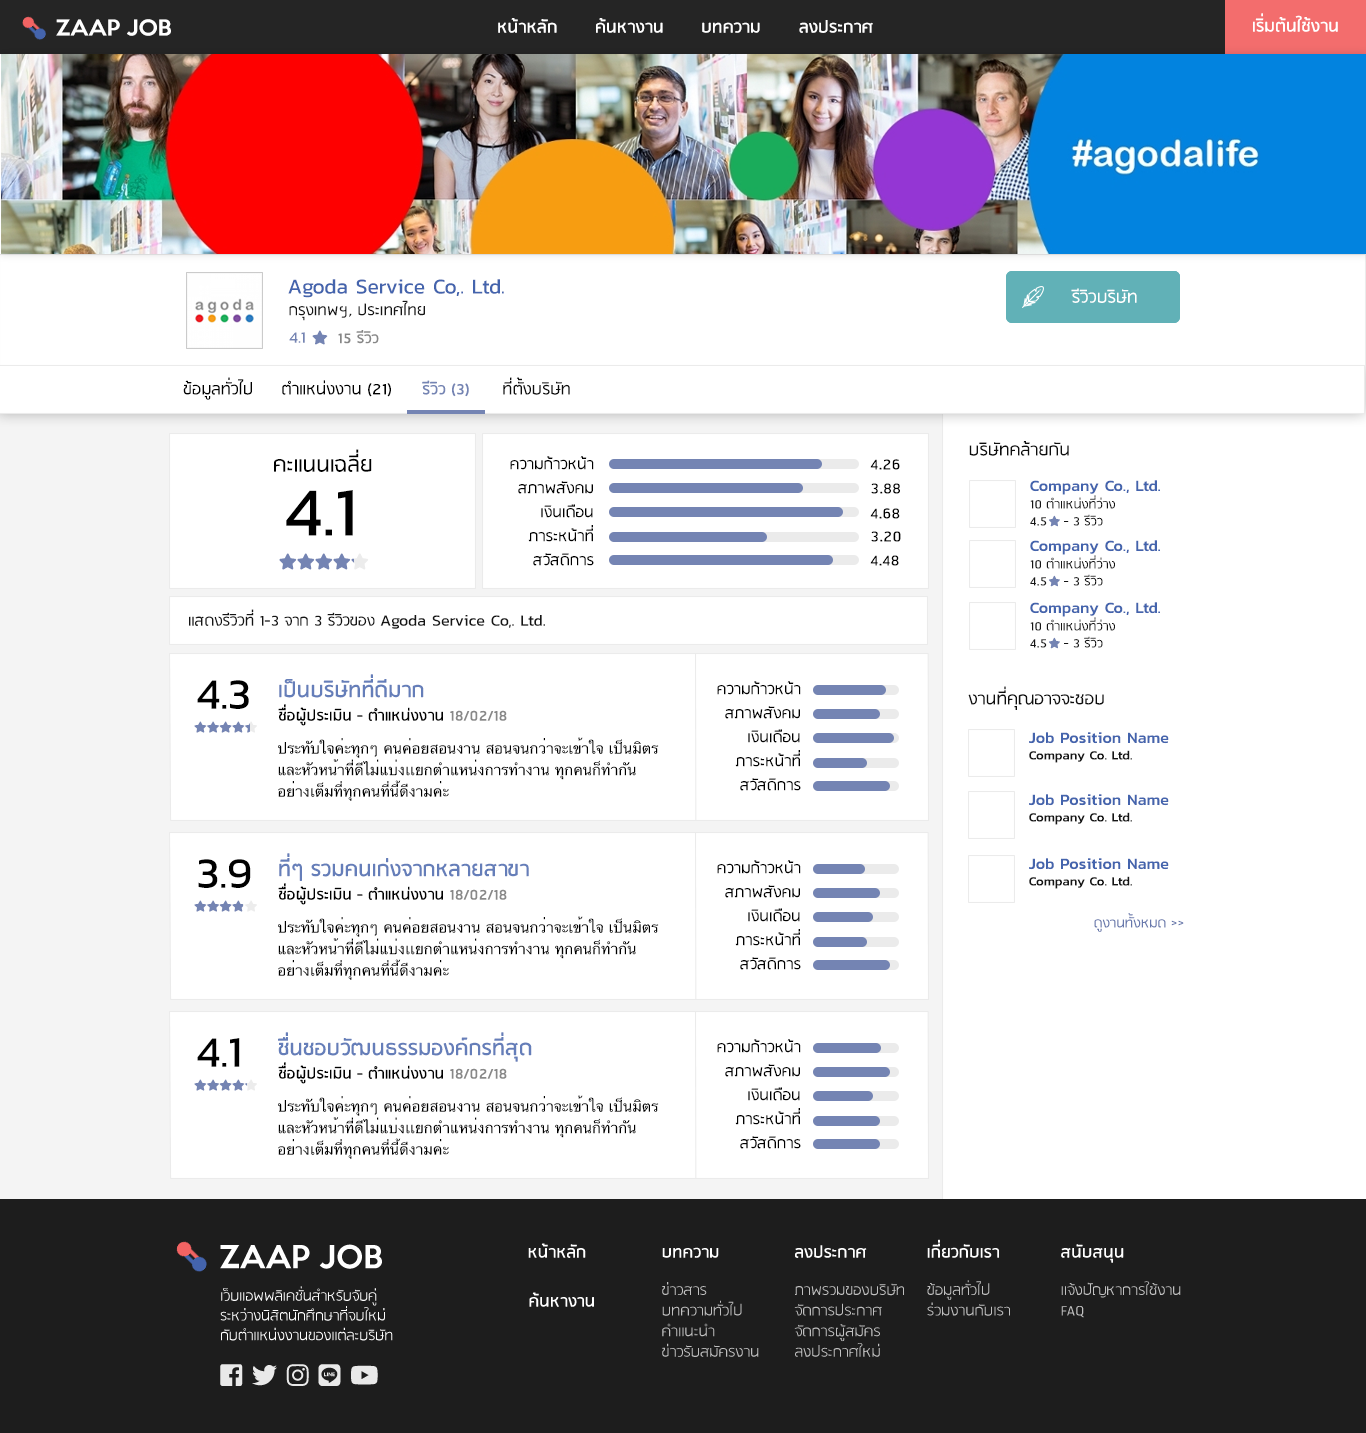 ZAAP JOB
หน้าหลัก
ค้นหางาน
บทความ
ลงประกาศ
เริ่มต้นใช้งาน
#agodalife
agoda
Agoda Service Co,. Ltd.
กรุงเทพฯ, ประเทศไทย
4.1 15 รีวิว
รีวิวบริษัท
ข้อมูลทั่วไป
ตำแหน่งงาน (21)
รีวิว (3)
ที่ตั้งบริษัท
คะแนนเฉลี่ย
4.1
ความก้าวหน้า 4.26
สภาพสังคม 3.88
เงินเดือน 4.68
ภาระหน้าที่ 3.20
สวัสดิการ 4.48
แสดงรีวิวที่ 1-3 จาก 3 รีวิวของ Agoda Service Co,. Ltd.
4.3
เป็นบริษัทที่ดีมาก
ชื่อผู้ประเมิน - ตำแหน่งงาน 18/02/18
ประทับใจค่ะทุกๆ คนค่อยสอนงาน สอนจนกว่าจะเข้าใจ เป็นมิตร
และหัวหน้าที่ดีไม่แบ่งแยกตำแหน่งการทำงาน ทุกคนก็ทำกัน
อย่างเต็มที่ทุกคนที่นี้ดีงามค่ะ
ความก้าวหน้า
สภาพสังคม
เงินเดือน
ภาระหน้าที่
สวัสดิการ
3.9
ที่ๆ รวมคนเก่งจากหลายสาขา
ชื่อผู้ประเมิน - ตำแหน่งงาน 18/02/18
ประทับใจค่ะทุกๆ คนค่อยสอนงาน สอนจนกว่าจะเข้าใจ เป็นมิตร
และหัวหน้าที่ดีไม่แบ่งแยกตำแหน่งการทำงาน ทุกคนก็ทำกัน
อย่างเต็มที่ทุกคนที่นี้ดีงามค่ะ
ความก้าวหน้า
สภาพสังคม
เงินเดือน
ภาระหน้าที่
สวัสดิการ
4.1
ชื่นชอบวัฒนธรรมองค์กรที่สุด
ชื่อผู้ประเมิน - ตำแหน่งงาน 18/02/18
ประทับใจค่ะทุกๆ คนค่อยสอนงาน สอนจนกว่าจะเข้าใจ เป็นมิตร
และหัวหน้าที่ดีไม่แบ่งแยกตำแหน่งการทำงาน ทุกคนก็ทำกัน
อย่างเต็มที่ทุกคนที่นี้ดีงามค่ะ
ความก้าวหน้า
สภาพสังคม
เงินเดือน
ภาระหน้าที่
สวัสดิการ
บริษัทคล้ายกัน
Company Co., Ltd.
10 ตำแหน่งที่ว่าง
4.5 - 3 รีวิว
Company Co., Ltd.
10 ตำแหน่งที่ว่าง
4.5 - 3 รีวิว
Company Co., Ltd.
10 ตำแหน่งที่ว่าง
4.5 - 3 รีวิว
งานที่คุณอาจจะชอบ
Job Position Name
Company Co. Ltd.
Job Position Name
Company Co. Ltd.
Job Position Name
Company Co. Ltd.
ดูงานทั้งหมด >>
ZAAP JOB
เว็บแอพพลิเคชั่นสำหรับจับคู่
ระหว่างนิสิตนักศึกษาที่จบใหม่
กับตำแหน่งงานของแต่ละบริษัท
LINE
หน้าหลัก
ค้นหางาน
บทความ
ข่าวสาร
บทความทั่วไป
คำแนะนำ
ข่าวรับสมัครงาน
ลงประกาศ
ภาพรวมของบริษัท
จัดการประกาศ
จัดการผู้สมัคร
ลงประกาศใหม่
เกี่ยวกับเรา
ข้อมูลทั่วไป
ร่วมงานกับเรา
สนับสนุน
แจ้งปัญหาการใช้งาน
FAQ